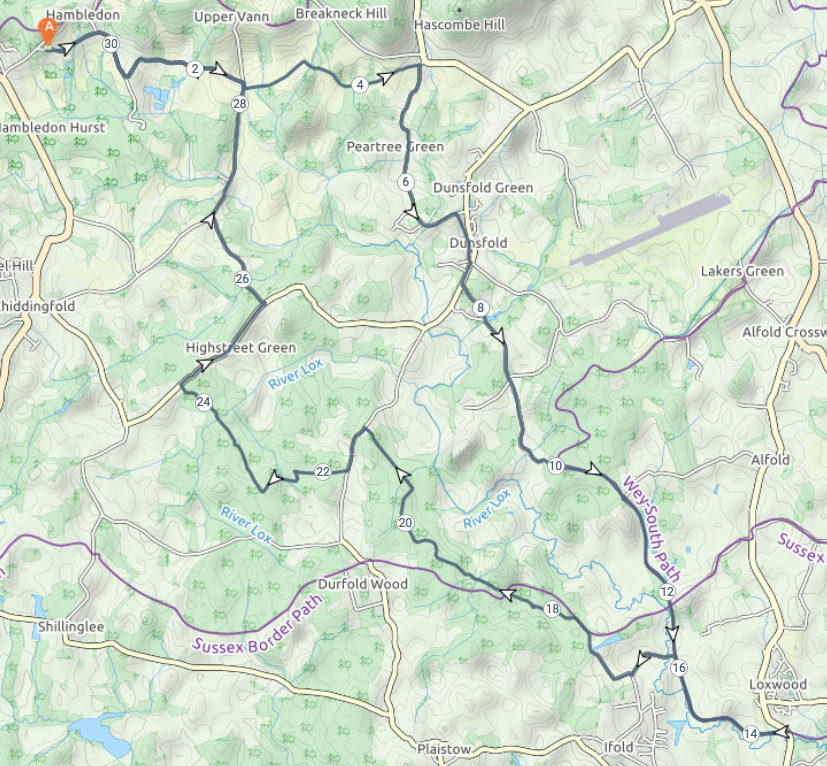 Hambledon
Upper Vann
Breakneck Hill
Hascombe Hill
A
30
2
4
28
Hambledon Hurst
Peartree Green
6
Dunsfold Green
Dunsfold
Lakers Green
el Hill
26
Chiddingfold
8
Alfold Crossw
Highstreet Green
River Lox
24
22
10
Alfold
Wey-South Path
River Lox
20
River Lox
Sussex
Durfold Wood
12
18
Shillinglee
Sussex Border Path
16
Loxwood
14
Plaistow
Ifold